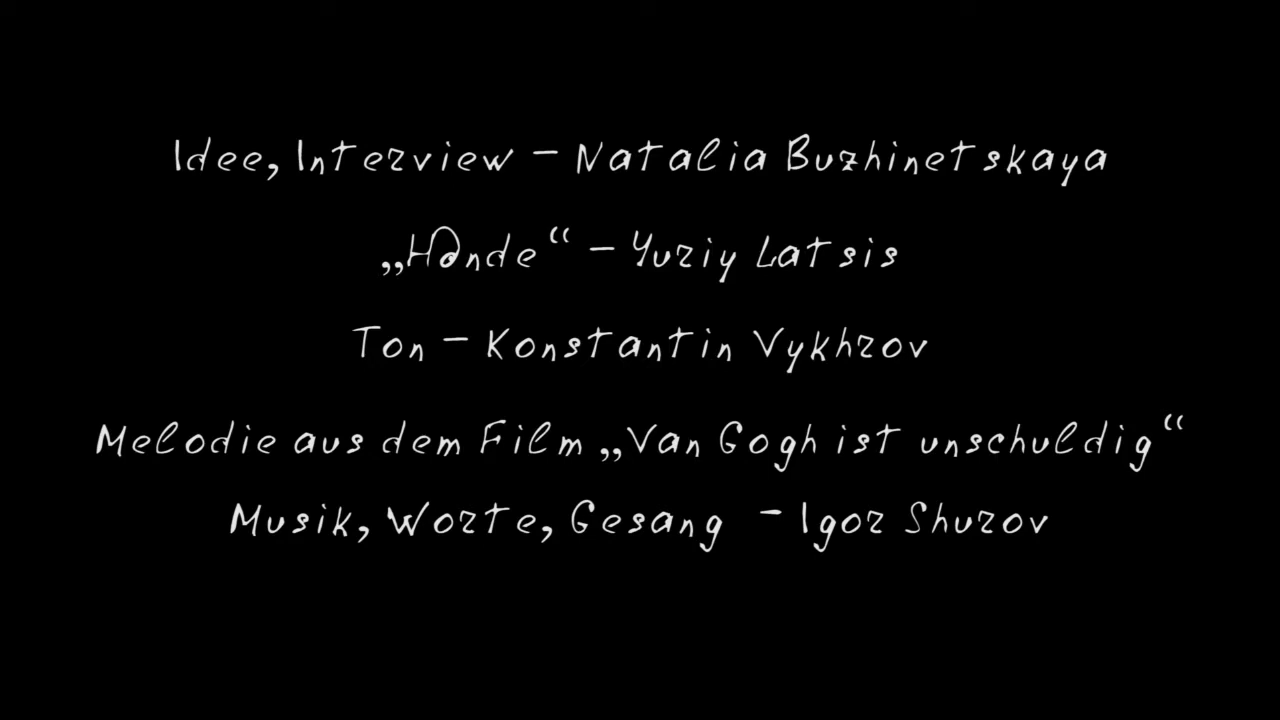 Idee, Interview – Natalia Buzhinetskaya
„Hände“ – Yuriy Latsis
Ton – Konstantin Vykhrov
Melodie aus dem Film „Van Gogh ist unschuldig“
Musik, Worte, Gesang – Igor Shurov